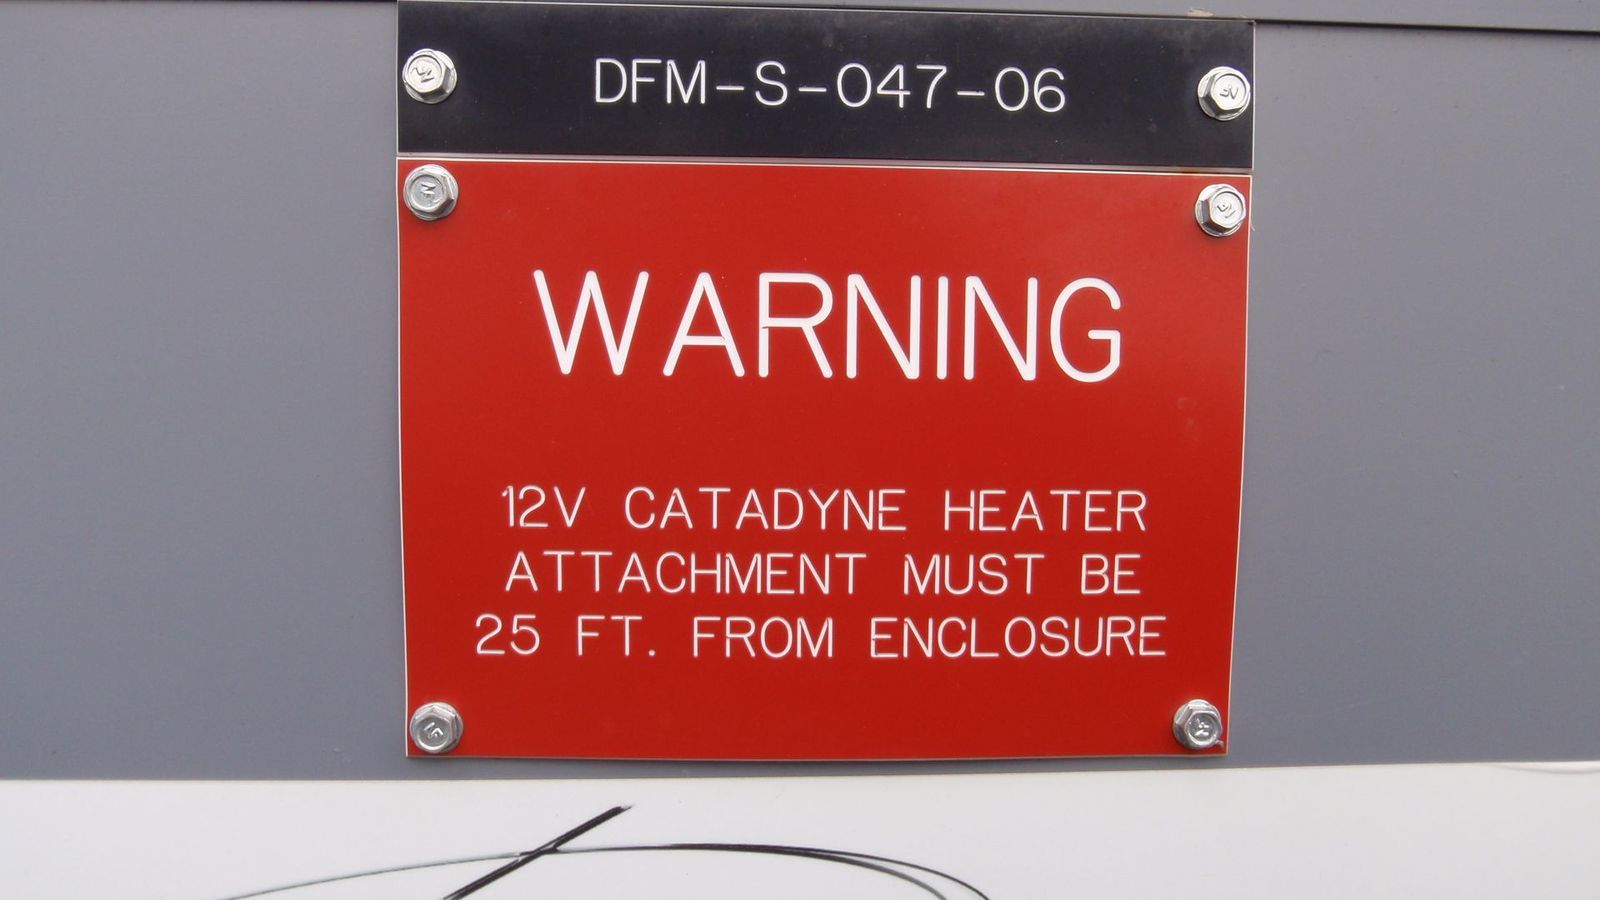 DFM-S-047-06
WARNING
12V CATADYNE HEATER
ATTACHMENT MUST BE
25 FT. FROM ENCLOSURE